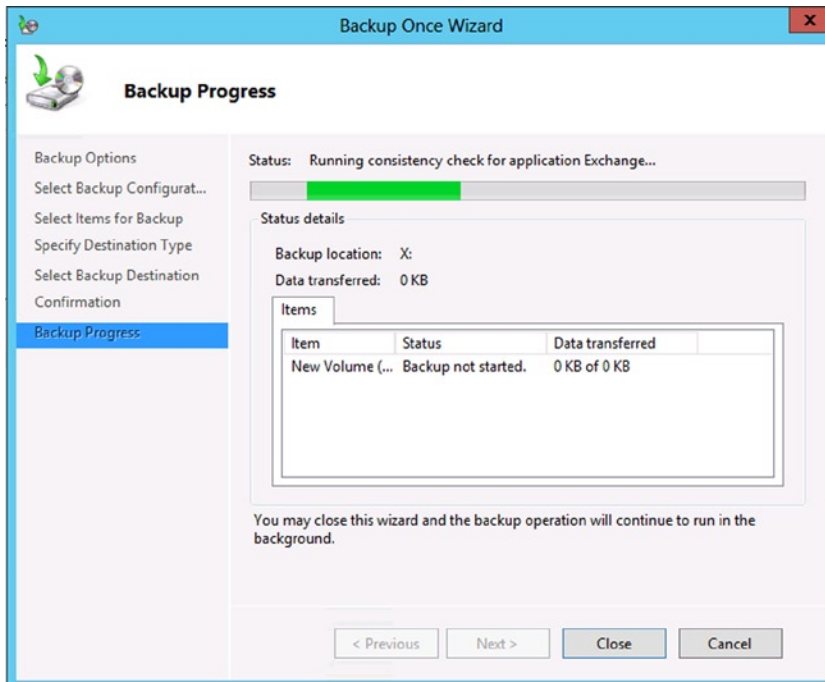 Backup Once Wizard
x
Backup Progress
Backup Options
Select Backup Configurat...
Select Items for Backup
Specify Destination Type
Select Backup Destination
Confirmation
Backup Progress
Status: Running consistency check for application Exchange...
Status details
Backup location: X:
Data transferred: 0 KB
Items
Item Status Data transferred
New Volume (... Backup not started. 0 KB of 0 KB
You may close this wizard and the backup operation will continue to run in the
background.
< Previous Next > Close Cancel